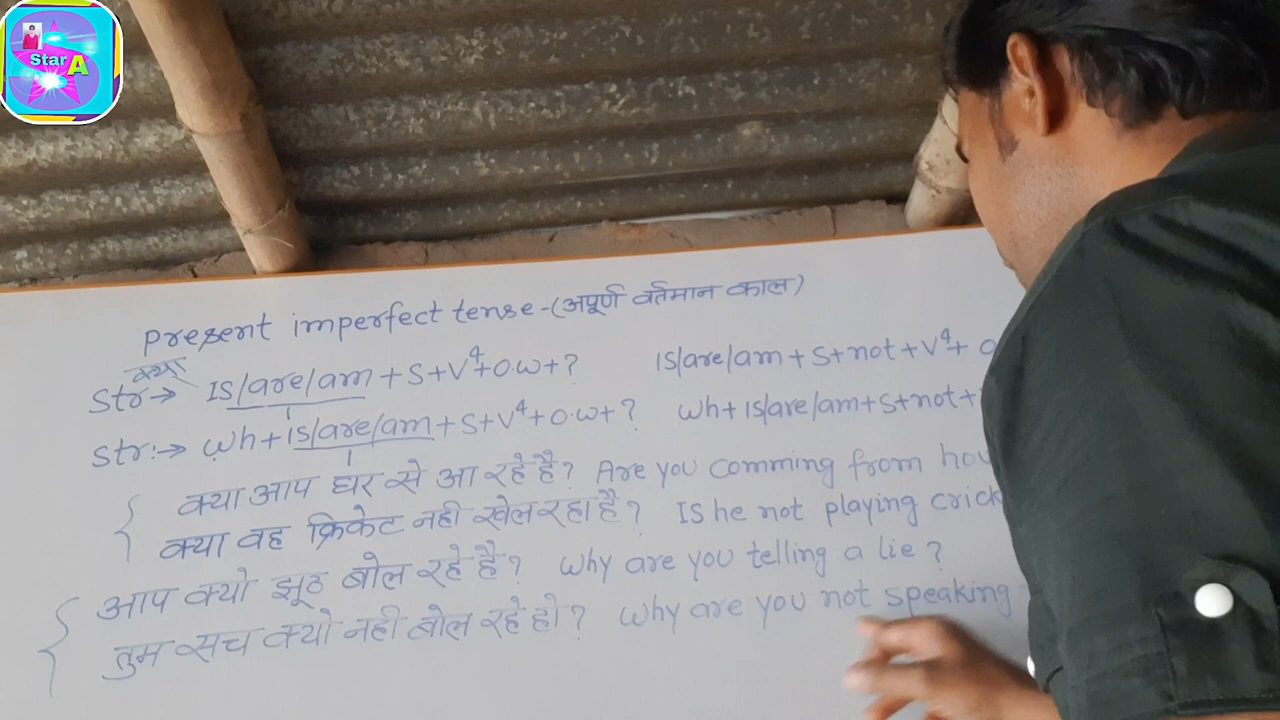 Star A
Present imperfect tense-(अपूर्ण वर्तमान काल)
क्या
Str→ Is/are/am + S+V⁴+O.w+? Is/are/am + S+not+V⁴+ O
Str:→ Wh+is/are/am+S+V⁴+O.w+? Wh+Is/are/am+S+not+
क्या आप घर से आ रहे है? Are you comming from
क्या वह क्रिकेट नही खेल रहा है? Is he not playing
आप क्यो झूठ बोल रहे है? Why are you telling a lie?
तुम सच क्यो नही बोल रहे हो? Why are you not speaking